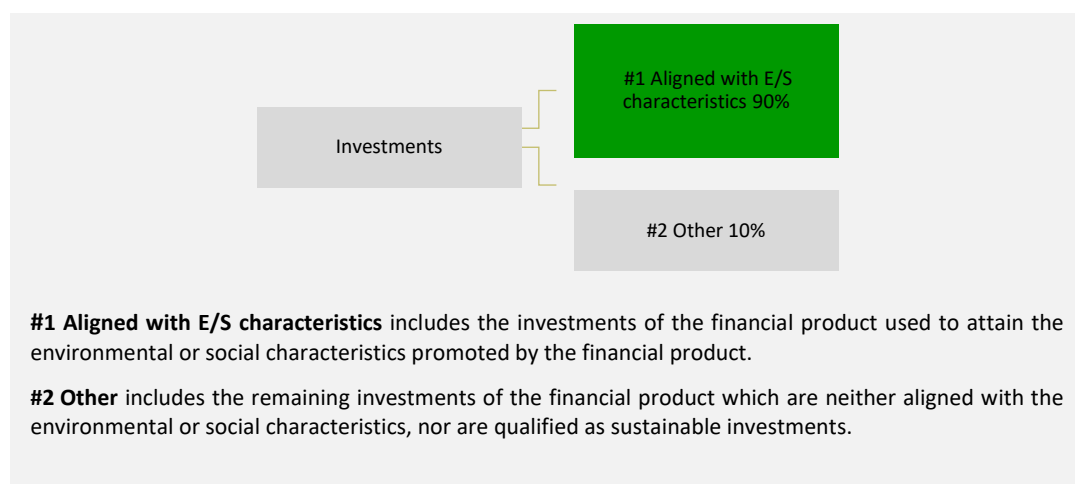 #1 Aligned with E/S
characteristics 90%
Investments
#2 Other 10%
#1 Aligned with E/S characteristics includes the investments of the financial product used to attain the
environmental or social characteristics promoted by the financial product.
#2 Other includes the remaining investments of the financial product which are neither aligned with the
environmental or social characteristics, nor are qualified as sustainable investments.